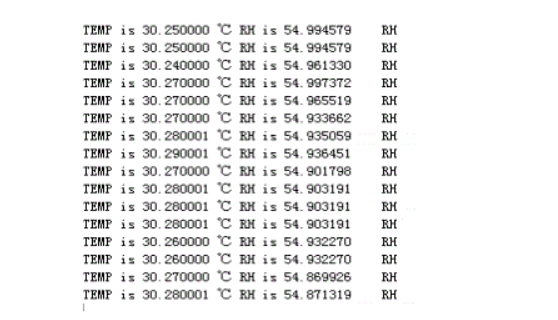 TEMP is 30.250000 ℃ RH is 54.994579 RH
TEMP is 30.250000 ℃ RH is 54.994579 RH
TEMP is 30.240000 ℃ RH is 54.961330 RH
TEMP is 30.270000 ℃ RH is 54.997372 RH
TEMP is 30.270000 ℃ RH is 54.965519 RH
TEMP is 30.270000 ℃ RH is 54.933662 RH
TEMP is 30.280001 ℃ RH is 54.935059 RH
TEMP is 30.290001 ℃ RH is 54.936451 RH
TEMP is 30.270000 ℃ RH is 54.901798 RH
TEMP is 30.280001 ℃ RH is 54.903191 RH
TEMP is 30.280001 ℃ RH is 54.903191 RH
TEMP is 30.280001 ℃ RH is 54.903191 RH
TEMP is 30.260000 ℃ RH is 54.932270 RH
TEMP is 30.260000 ℃ RH is 54.932270 RH
TEMP is 30.270000 ℃ RH is 54.869926 RH
TEMP is 30.280001 ℃ RH is 54.871319 RH